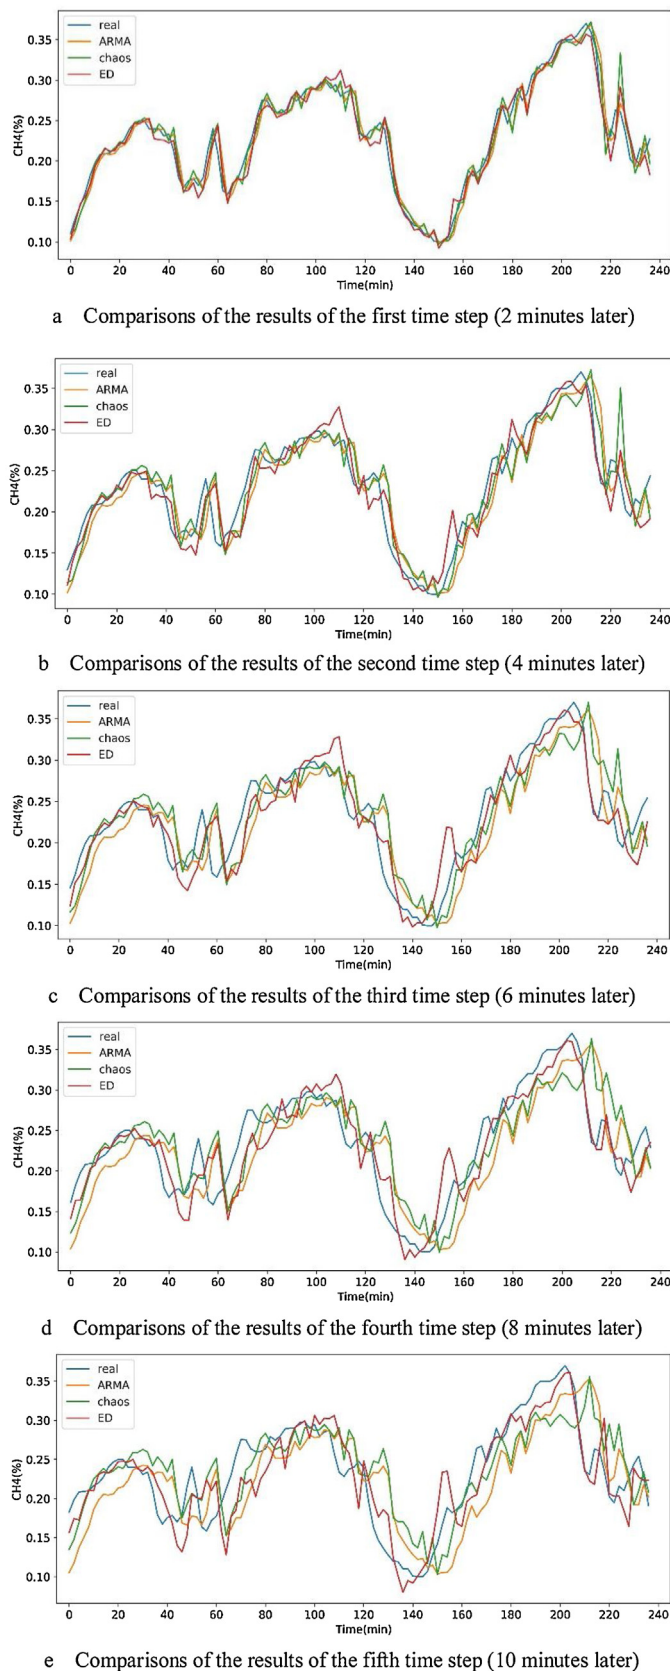 real
ARMA
chaos
ED
0.35
0.30
0.25
0.20
0.15
0.10
CH4(%)
0 20 40 60 80 100 120 140 160 180 200 220 240
Time(min)
a Comparisons of the results of the first time step (2 minutes later)
real
ARMA
chaos
ED
0.35
0.30
0.25
0.20
0.15
0.10
CH4(%)
0 20 40 60 80 100 120 140 160 180 200 220 240
Time(min)
b Comparisons of the results of the second time step (4 minutes later)
real
ARMA
chaos
ED
0.35
0.30
0.25
0.20
0.15
0.10
CH4(%)
0 20 40 60 80 100 120 140 160 180 200 220 240
Time(min)
c Comparisons of the results of the third time step (6 minutes later)
real
ARMA
chaos
ED
0.35
0.30
0.25
0.20
0.15
0.10
CH4(%)
0 20 40 60 80 100 120 140 160 180 200 220 240
Time(min)
d Comparisons of the results of the fourth time step (8 minutes later)
real
ARMA
chaos
ED
0.35
0.30
0.25
0.20
0.15
0.10
CH4(%)
0 20 40 60 80 100 120 140 160 180 200 220 240
Time(min)
e Comparisons of the results of the fifth time step (10 minutes later)